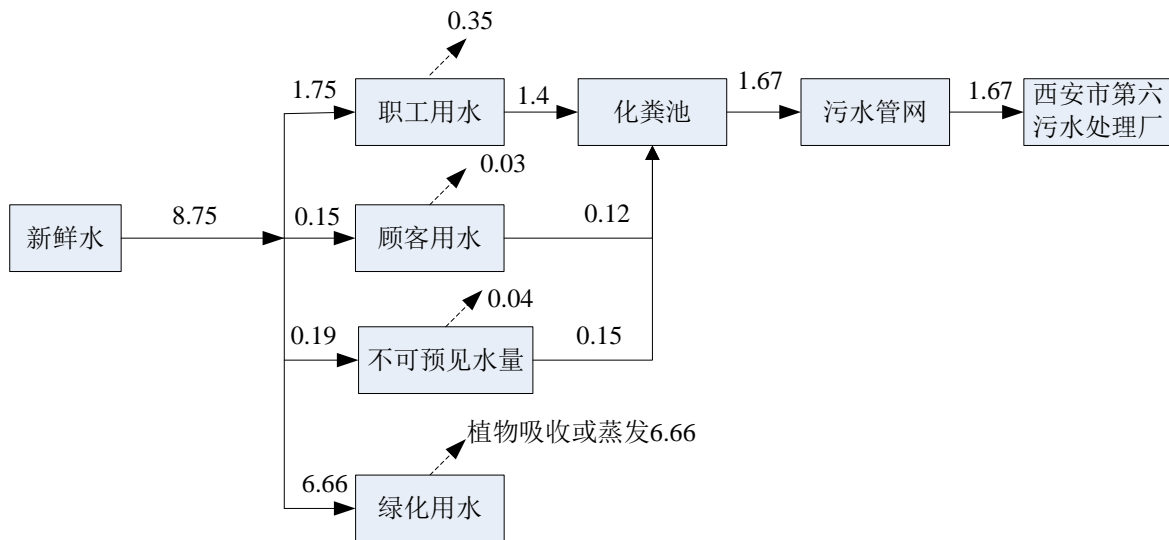 0.35
1.75
职工用水
1.4
化粪池
1.67
污水管网
1.67
西安市第六
污水处理厂
0.03
新鲜水
8.75
0.15
顾客用水
0.12
0.04
0.19
不可预见水量
0.15
植物吸收或蒸发6.66
6.66
绿化用水